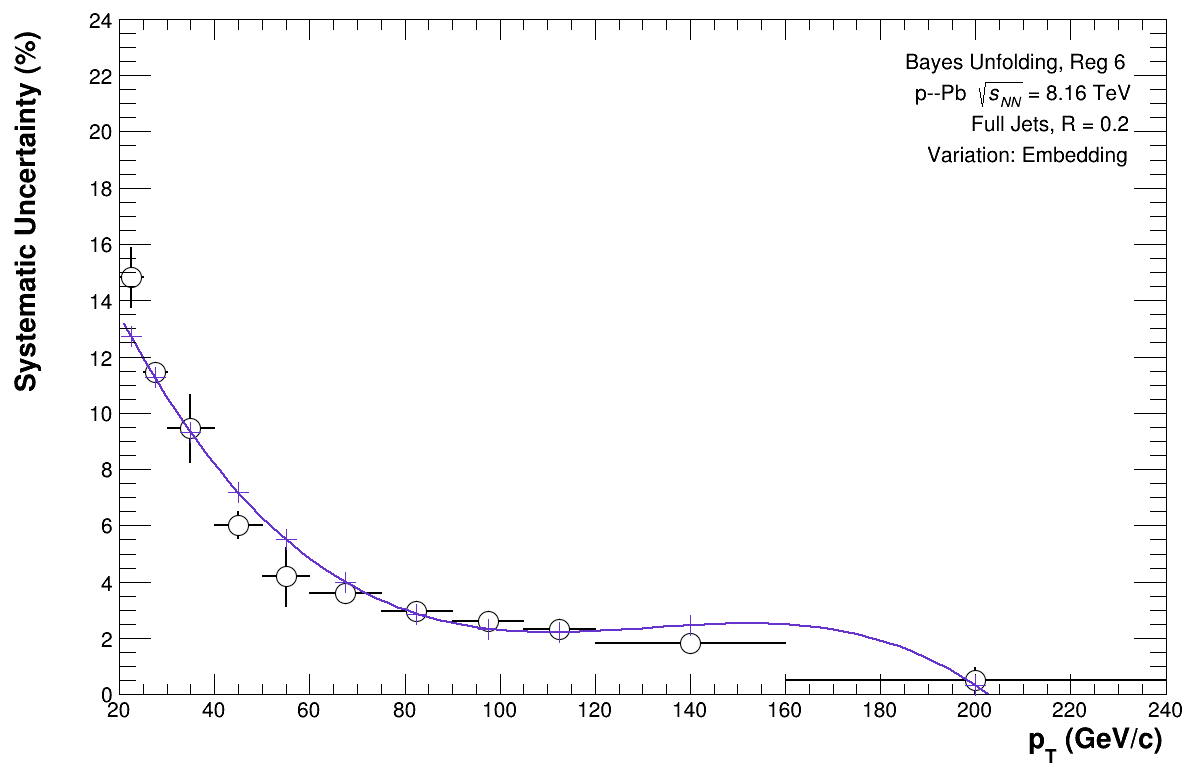 Systematic Uncertainty (%)
24
22
20
18
16
14
12
10
8
6
4
2
0
Bayes Unfolding, Reg 6
p--Pb √s_NN = 8.16 TeV
Full Jets, R = 0.2
Variation: Embedding
20 40 60 80 100 120 140 160 180 200 220 240
p_T (GeV/c)